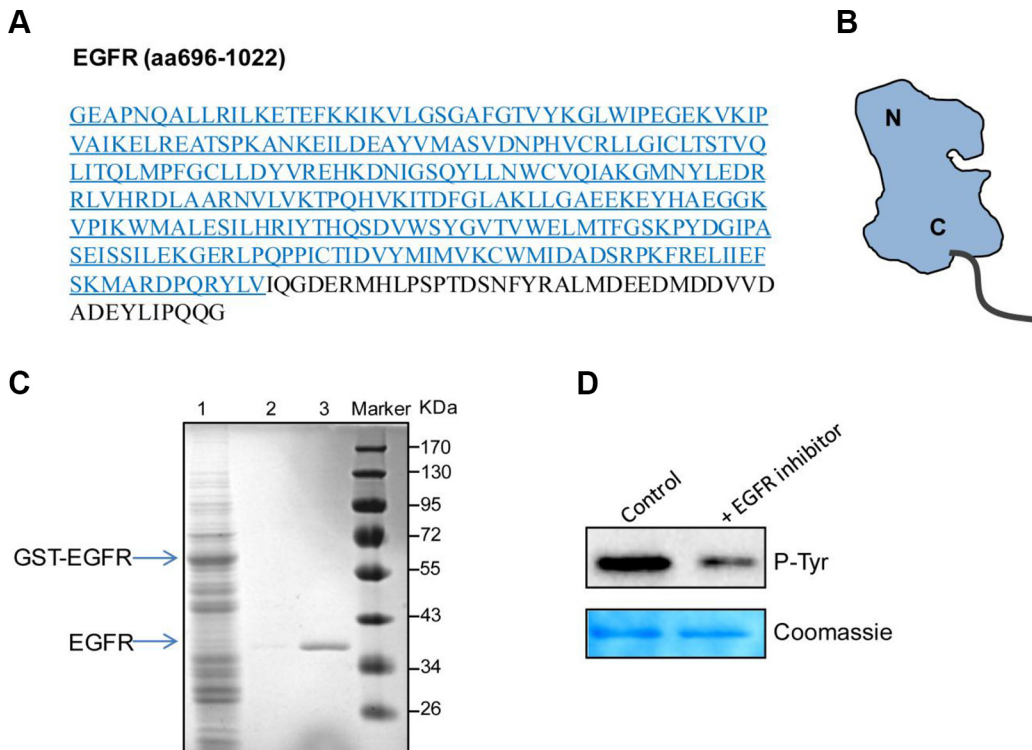 A
EGFR (aa696-1022)
GEAPNQALLRILKETEFKKIKVLGSGAFGTVYKGLWIPEGEKVKIP
VAIKELREATSPKANKEILDEAYVMASVDNPHVCRLLGICLTSTVQ
LITQLMPFGCLLDYVREHKDNIGSQYLLNWCVQIAKGMNYLEDR
RLVHRDLAARNVLVKTPQHVKITDFGLAKLLGAEEKEYHAEGGK
VPIKWMALESILHRIYTHQSDVWSYGVTVWELMTFGSKPYDGIPA
SEISSILEKGERLPQPPICTIDVYMIMVKCWMIDADSRPKFRELIIEF
SKMARDPQRYLVIQGDERMHLPSPTDSNFYRALMDEEDMDDVVD
ADEYLIPQQG
B
N
C
C
1 2 3 Marker KDa
170
130
95
72
GST-EGFR
55
43
EGFR
34
26
D
Control + EGFR inhibitor
P-Tyr
Coomassie